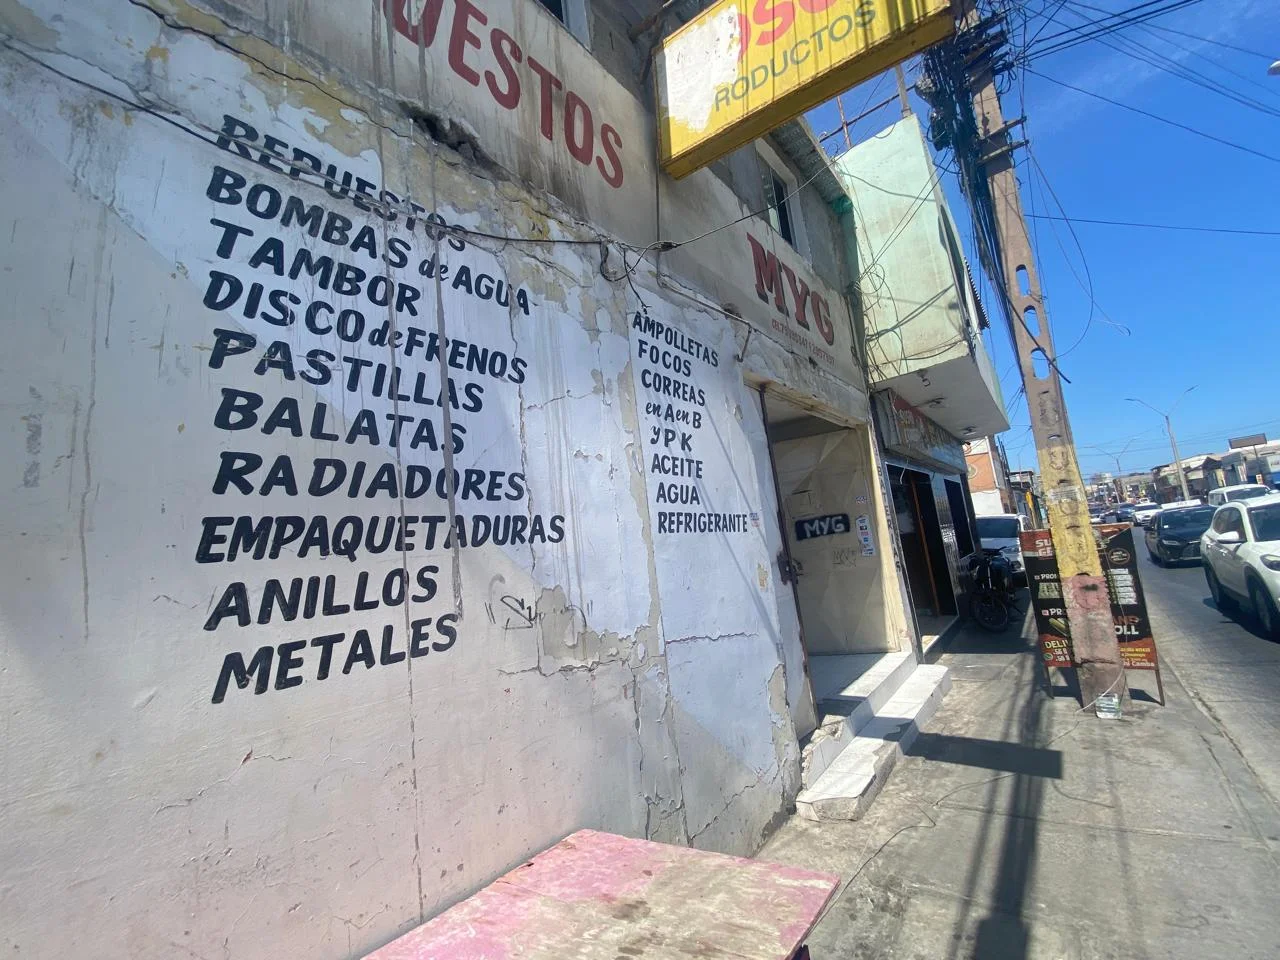 UESTOS
OSO
RODUCTOS
MYG
REPUESTOS
BOMBAS de AGUA
TAMBOR
DISCO de FRENOS
PASTILLAS
BALATAS
RADIADORES
EMPAQUETADURAS
ANILLOS
METALES
AMPOLLETAS
FOCOS
CORREAS
en A en B
y P K
ACEITE
AGUA
REFRIGERANTE
MYG